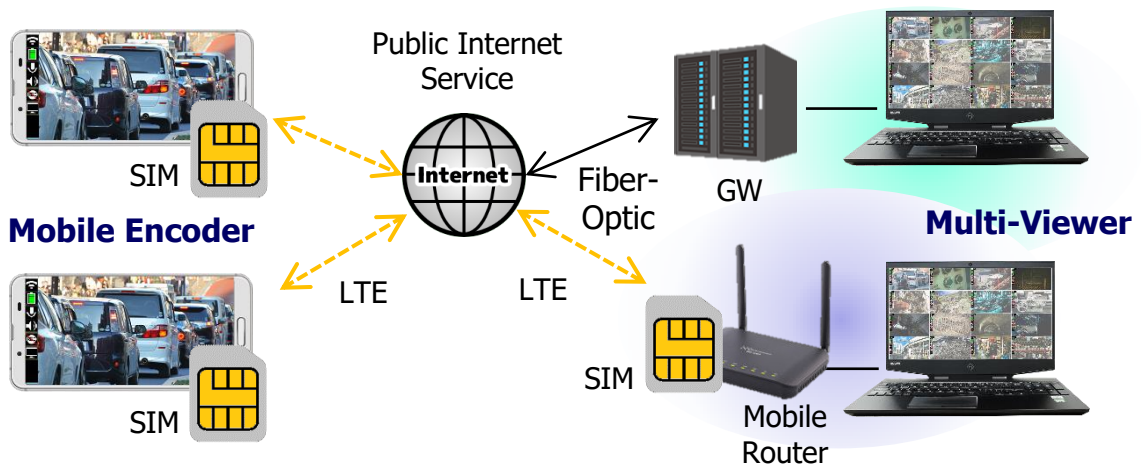 Public Internet
Service
SIM
Internet
Fiber-
Optic
GW
Mobile Encoder
Multi-Viewer
LTE
LTE
SIM
SIM
Mobile
Router